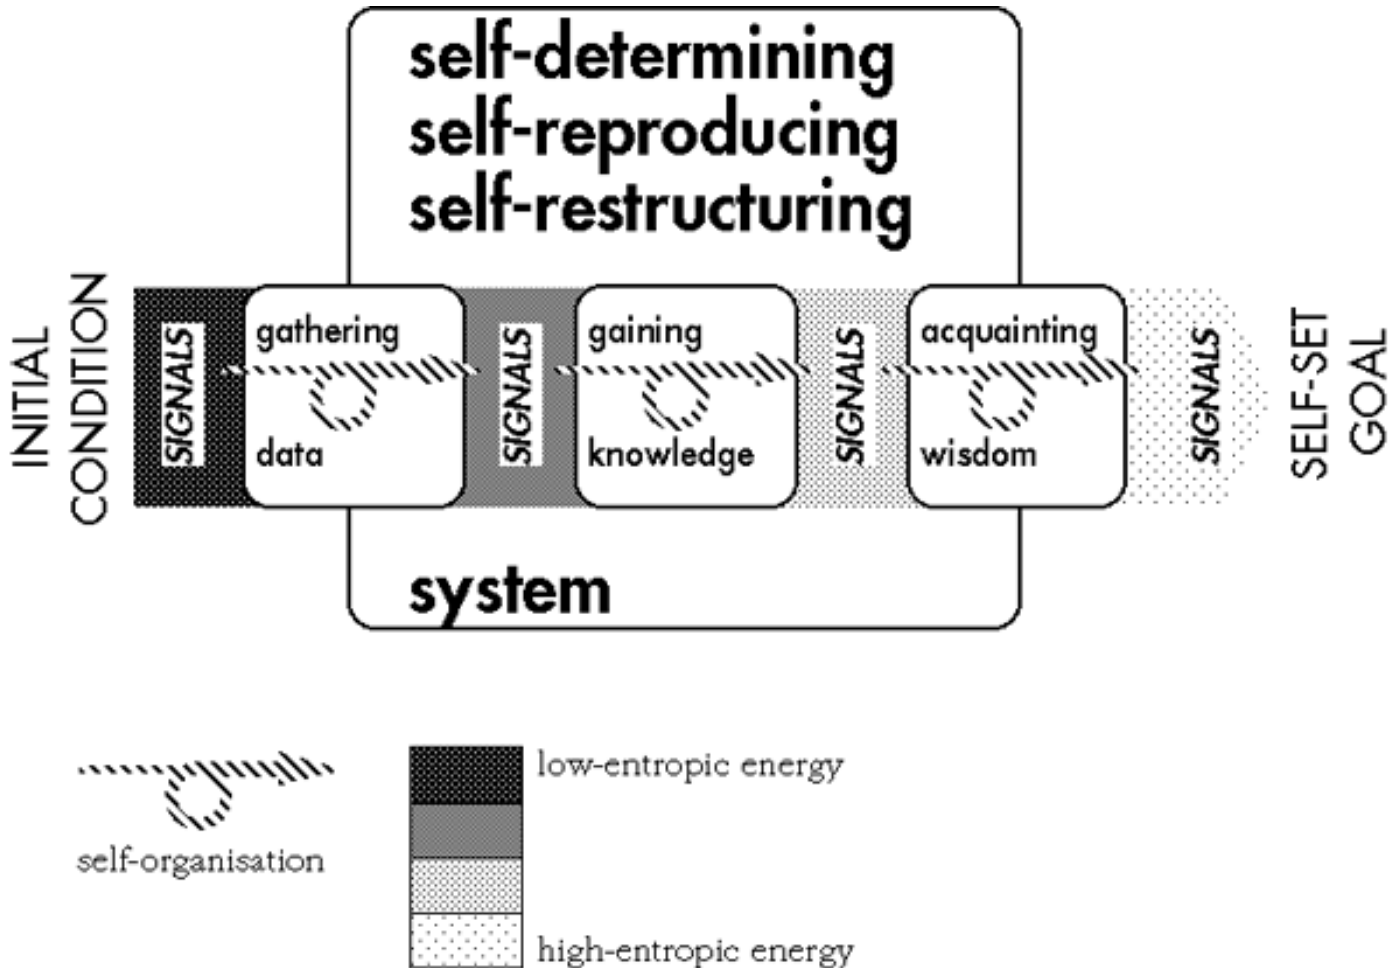 self-determining
self-reproducing
self-restructuring
INITIAL
CONDITION
SIGNALS
gathering
data
SIGNALS
gaining
knowledge
SIGNALS
acquainting
wisdom
SIGNALS
SELF-SET
GOAL
system
self-organisation
low-entropic energy
high-entropic energy